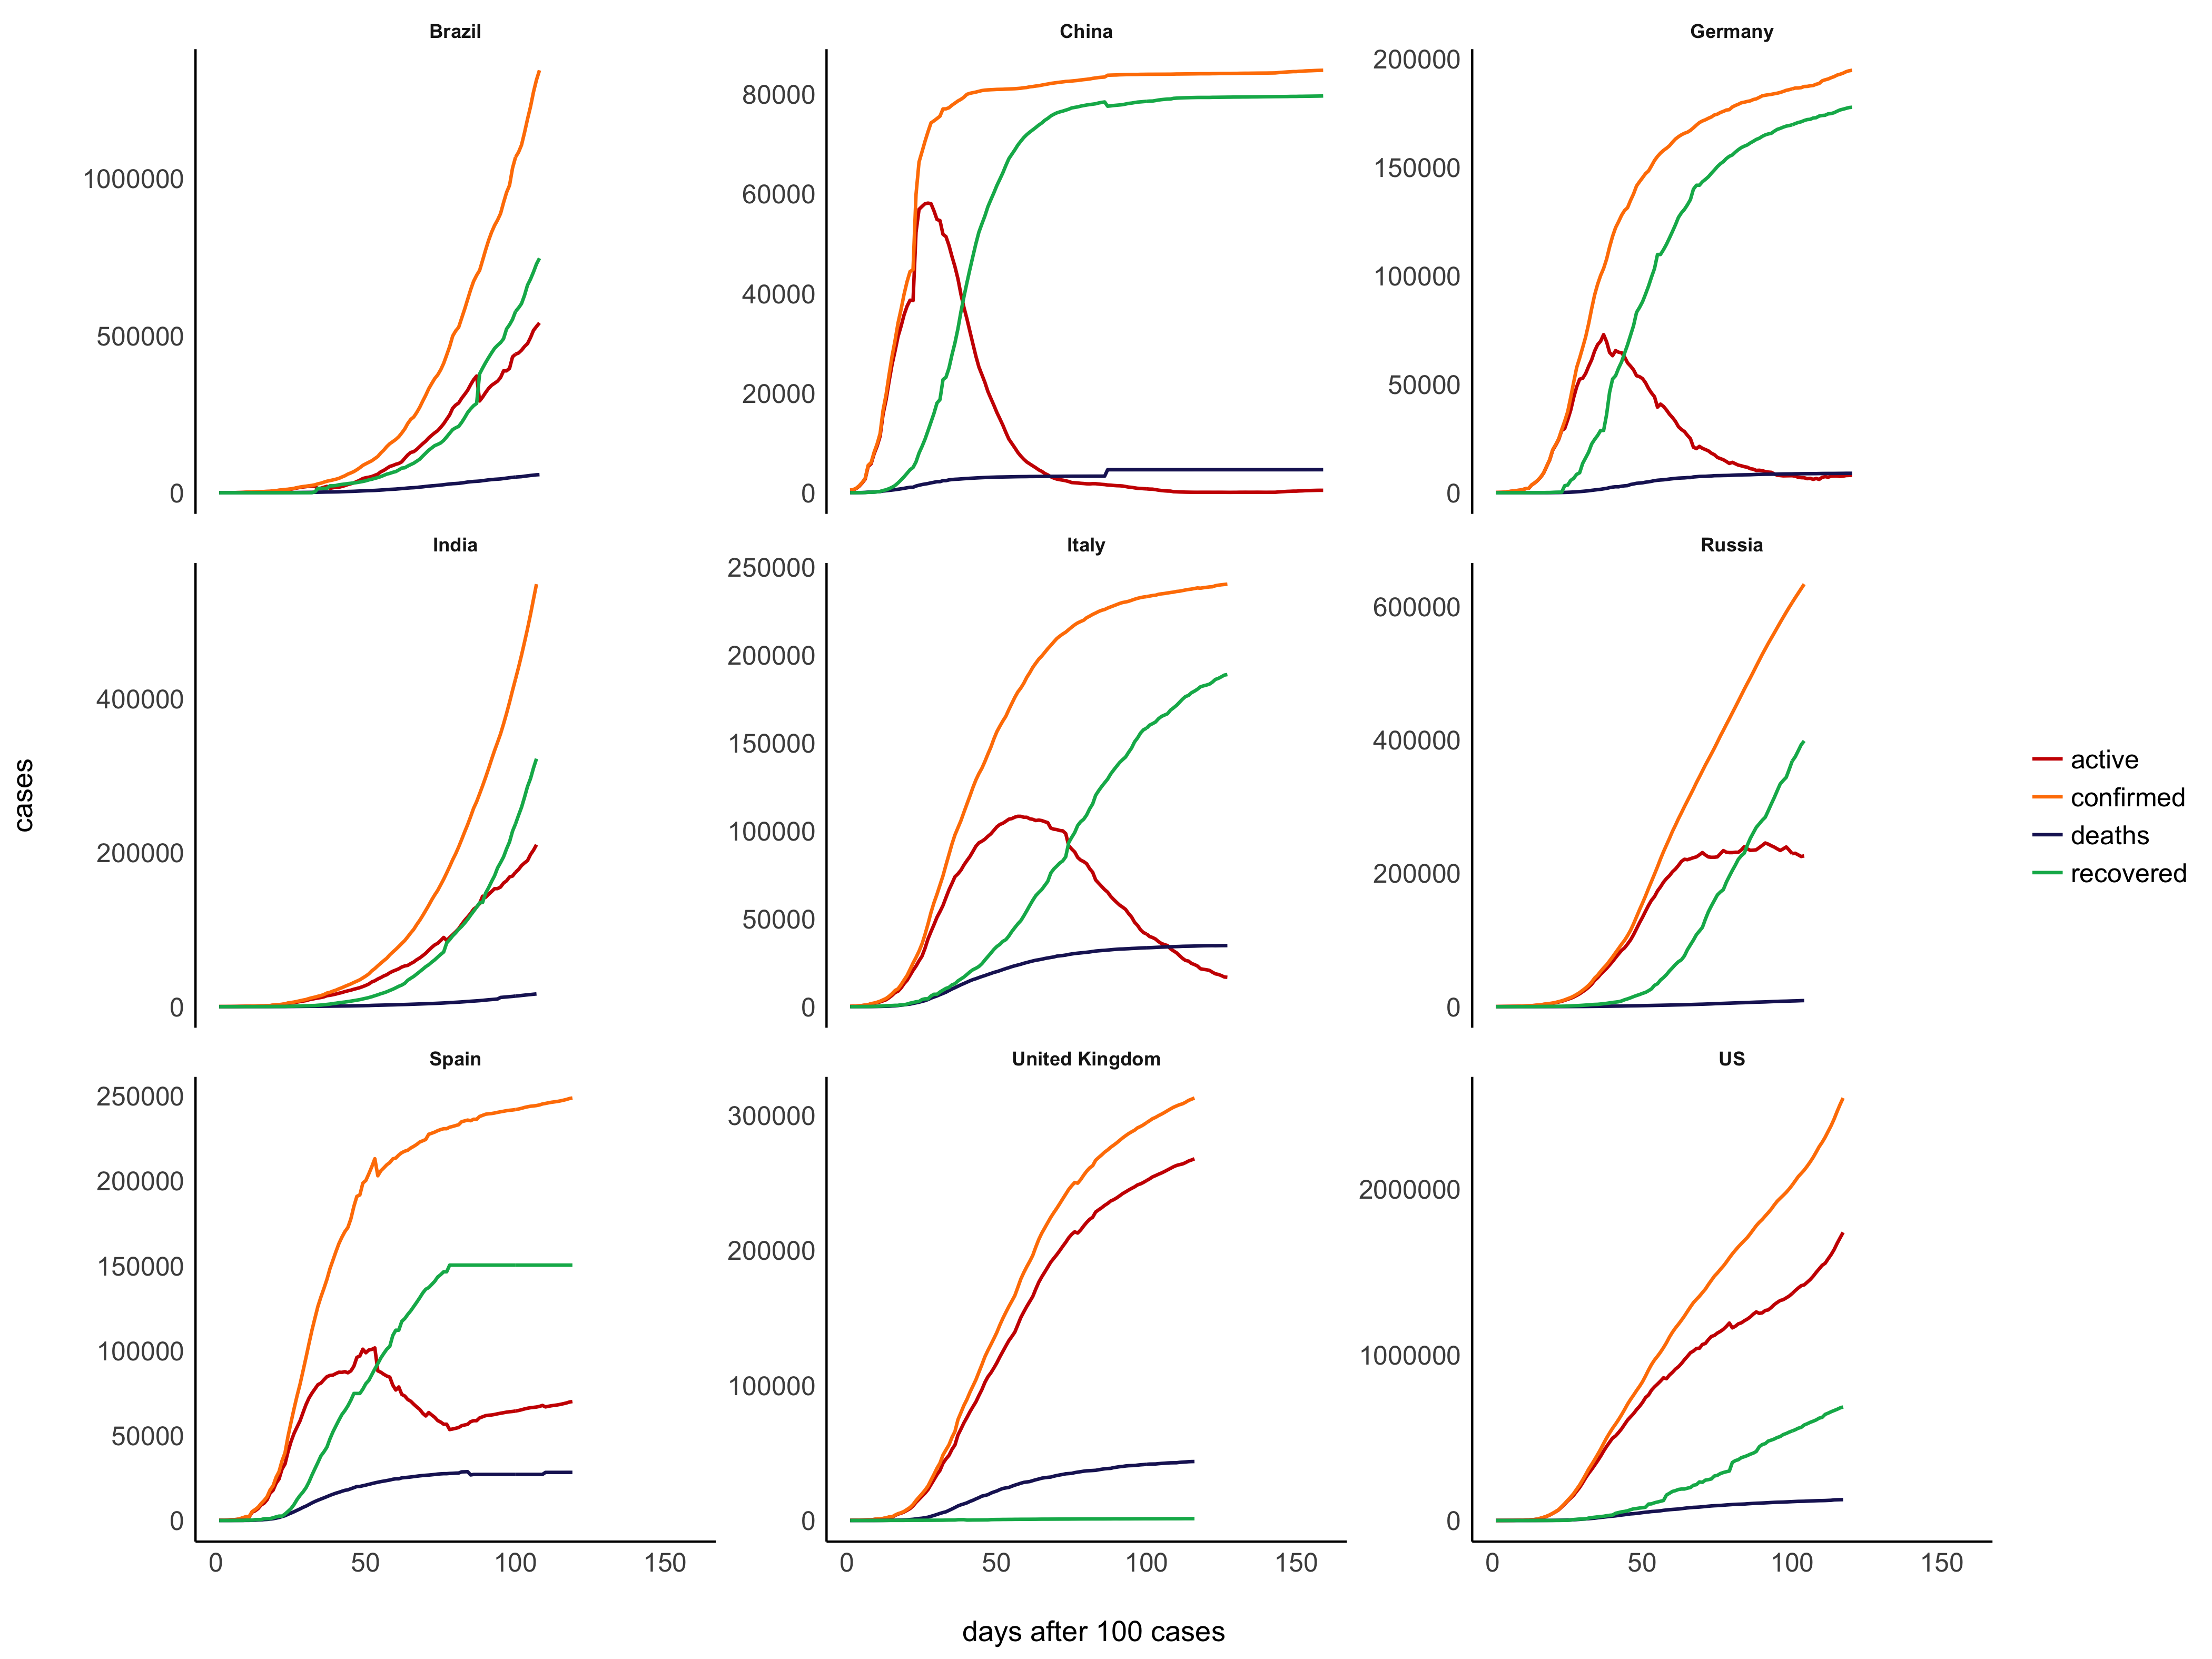 Brazil
China
Germany
1000000
500000
0
80000
60000
40000
20000
0
200000
150000
100000
50000
0
India
Italy
Russia
400000
200000
0
250000
200000
150000
100000
50000
0
600000
400000
200000
0
Spain
United Kingdom
US
250000
200000
150000
100000
50000
0
300000
200000
100000
0
2000000
1000000
0
0 50 100 150
0 50 100 150
0 50 100 150
days after 100 cases
cases
active
confirmed
deaths
recovered